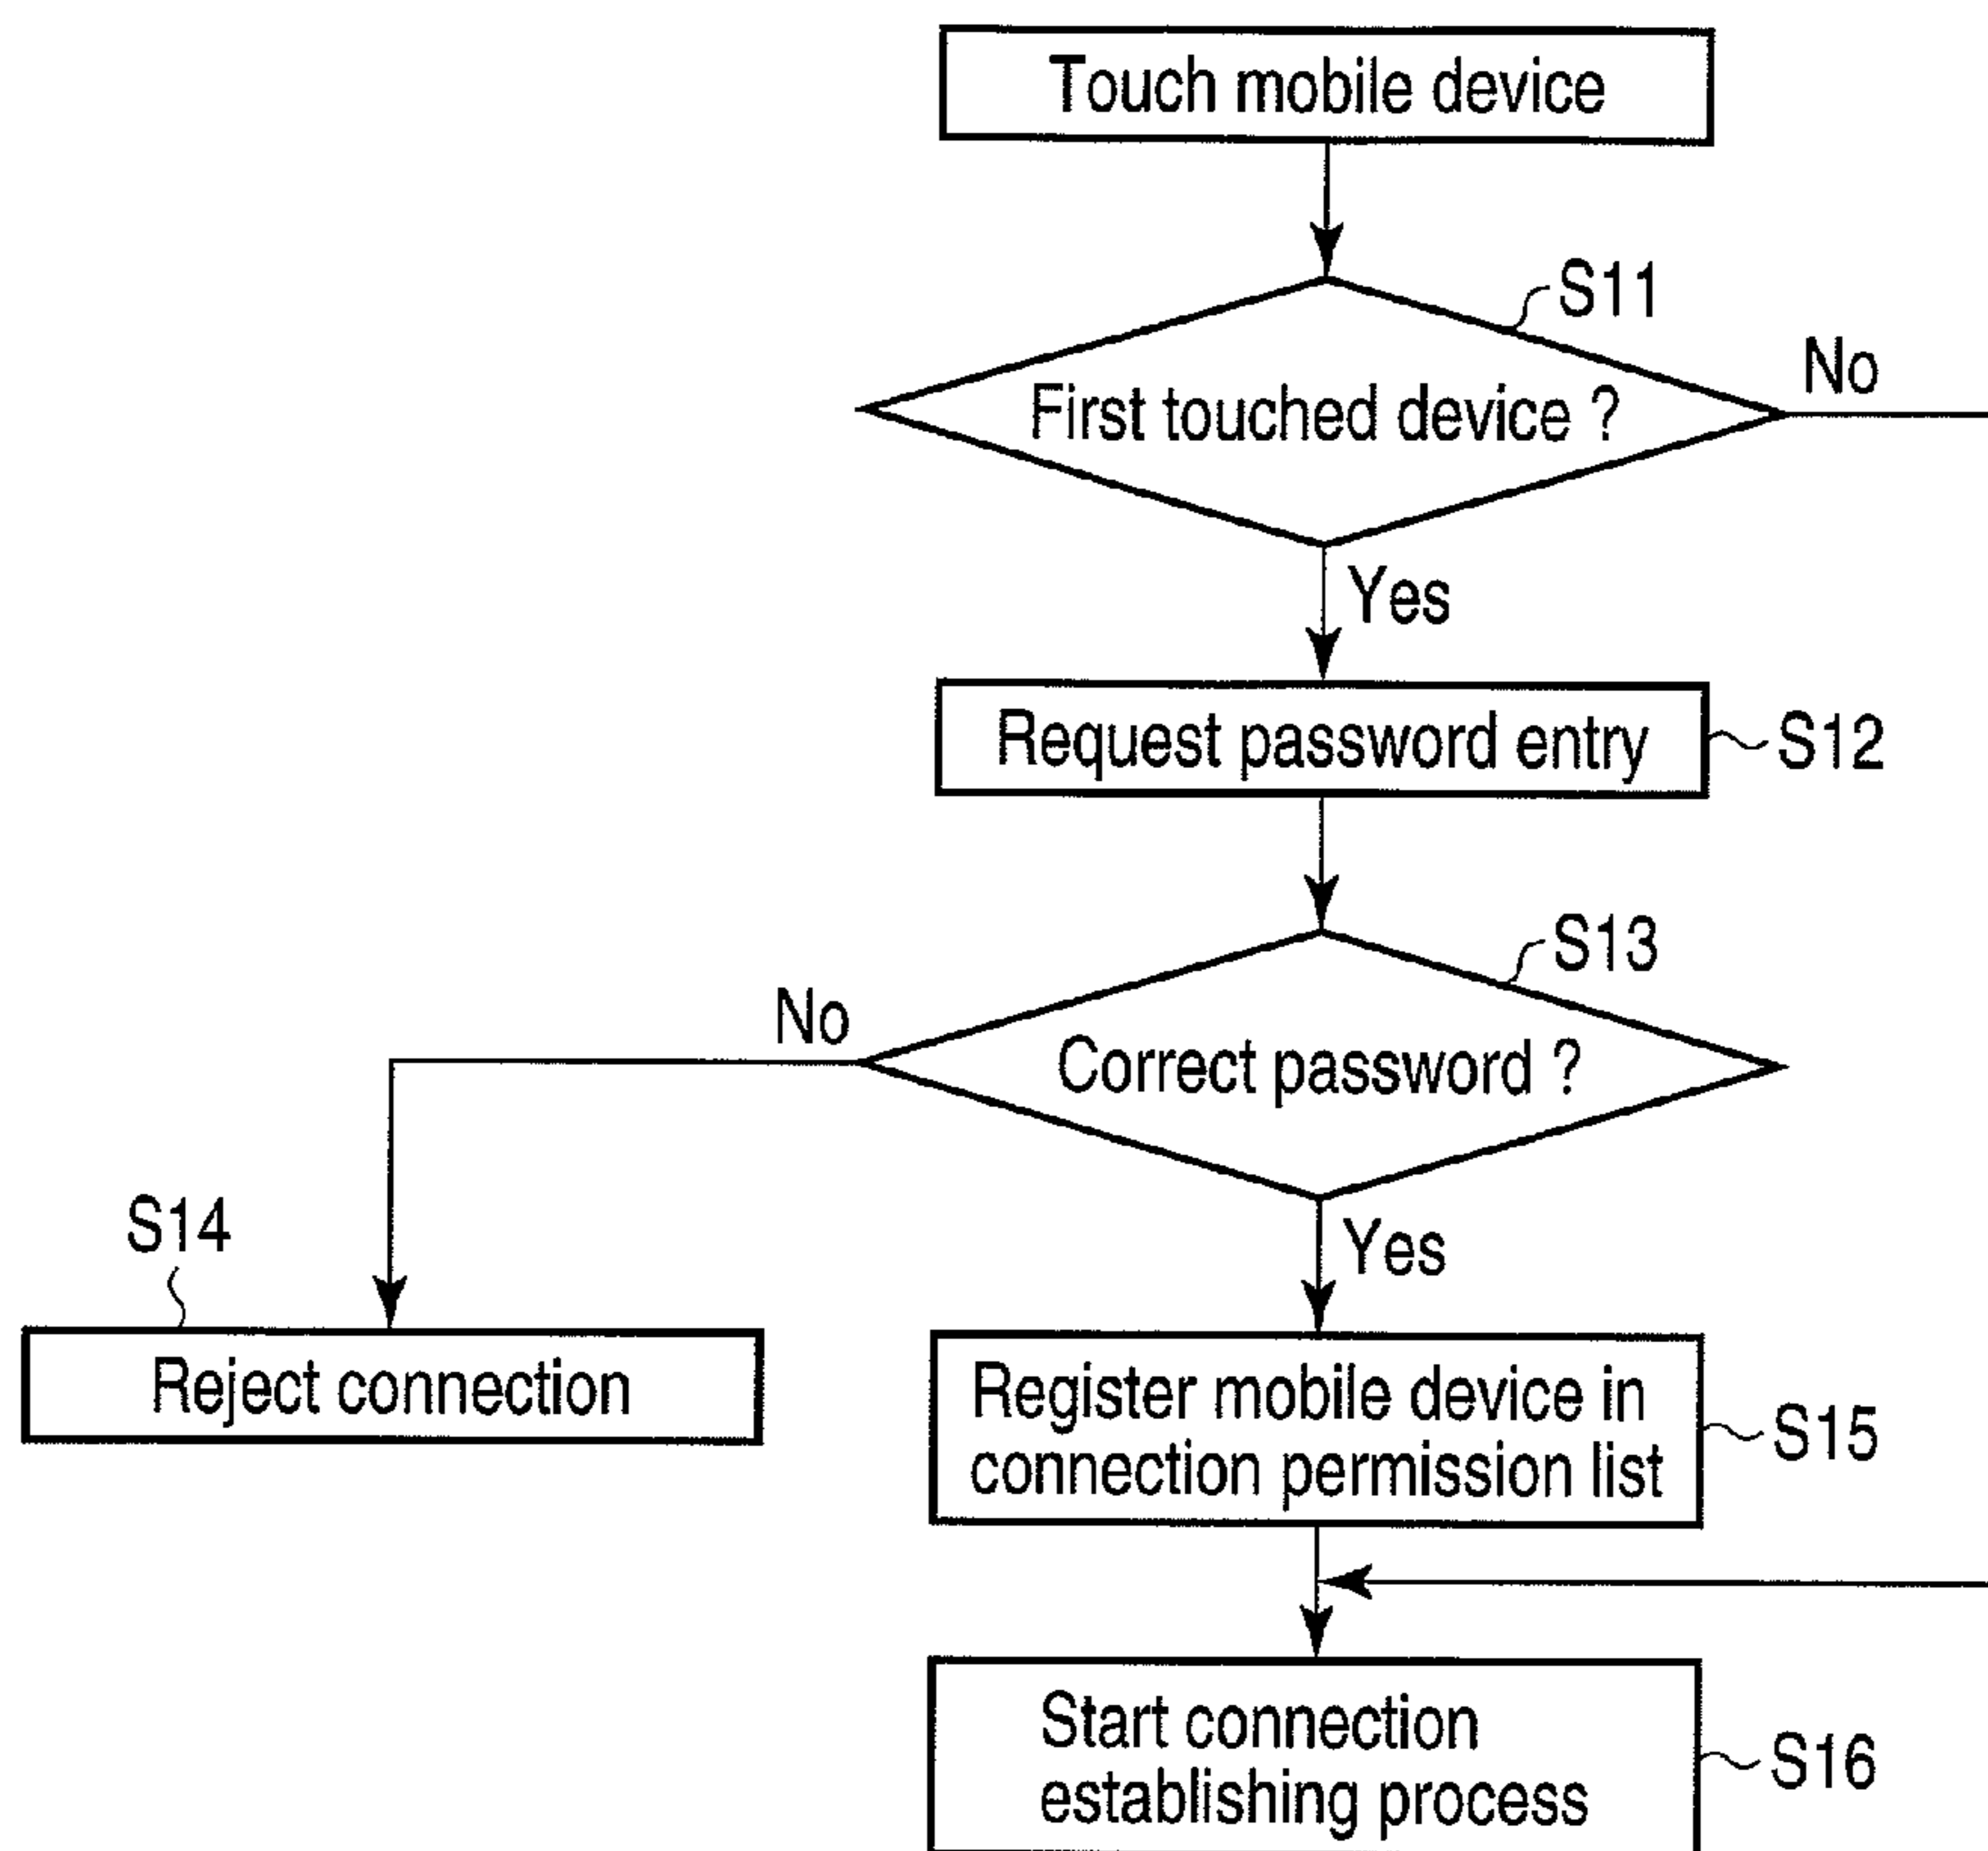 Touch mobile device
S11
No
First touched device ?
Yes
Request password entry
S12
S13
No
Correct password ?
S14
Yes
Reject connection
Register mobile device in
connection permission list
S15
Start connection
establishing process
S16